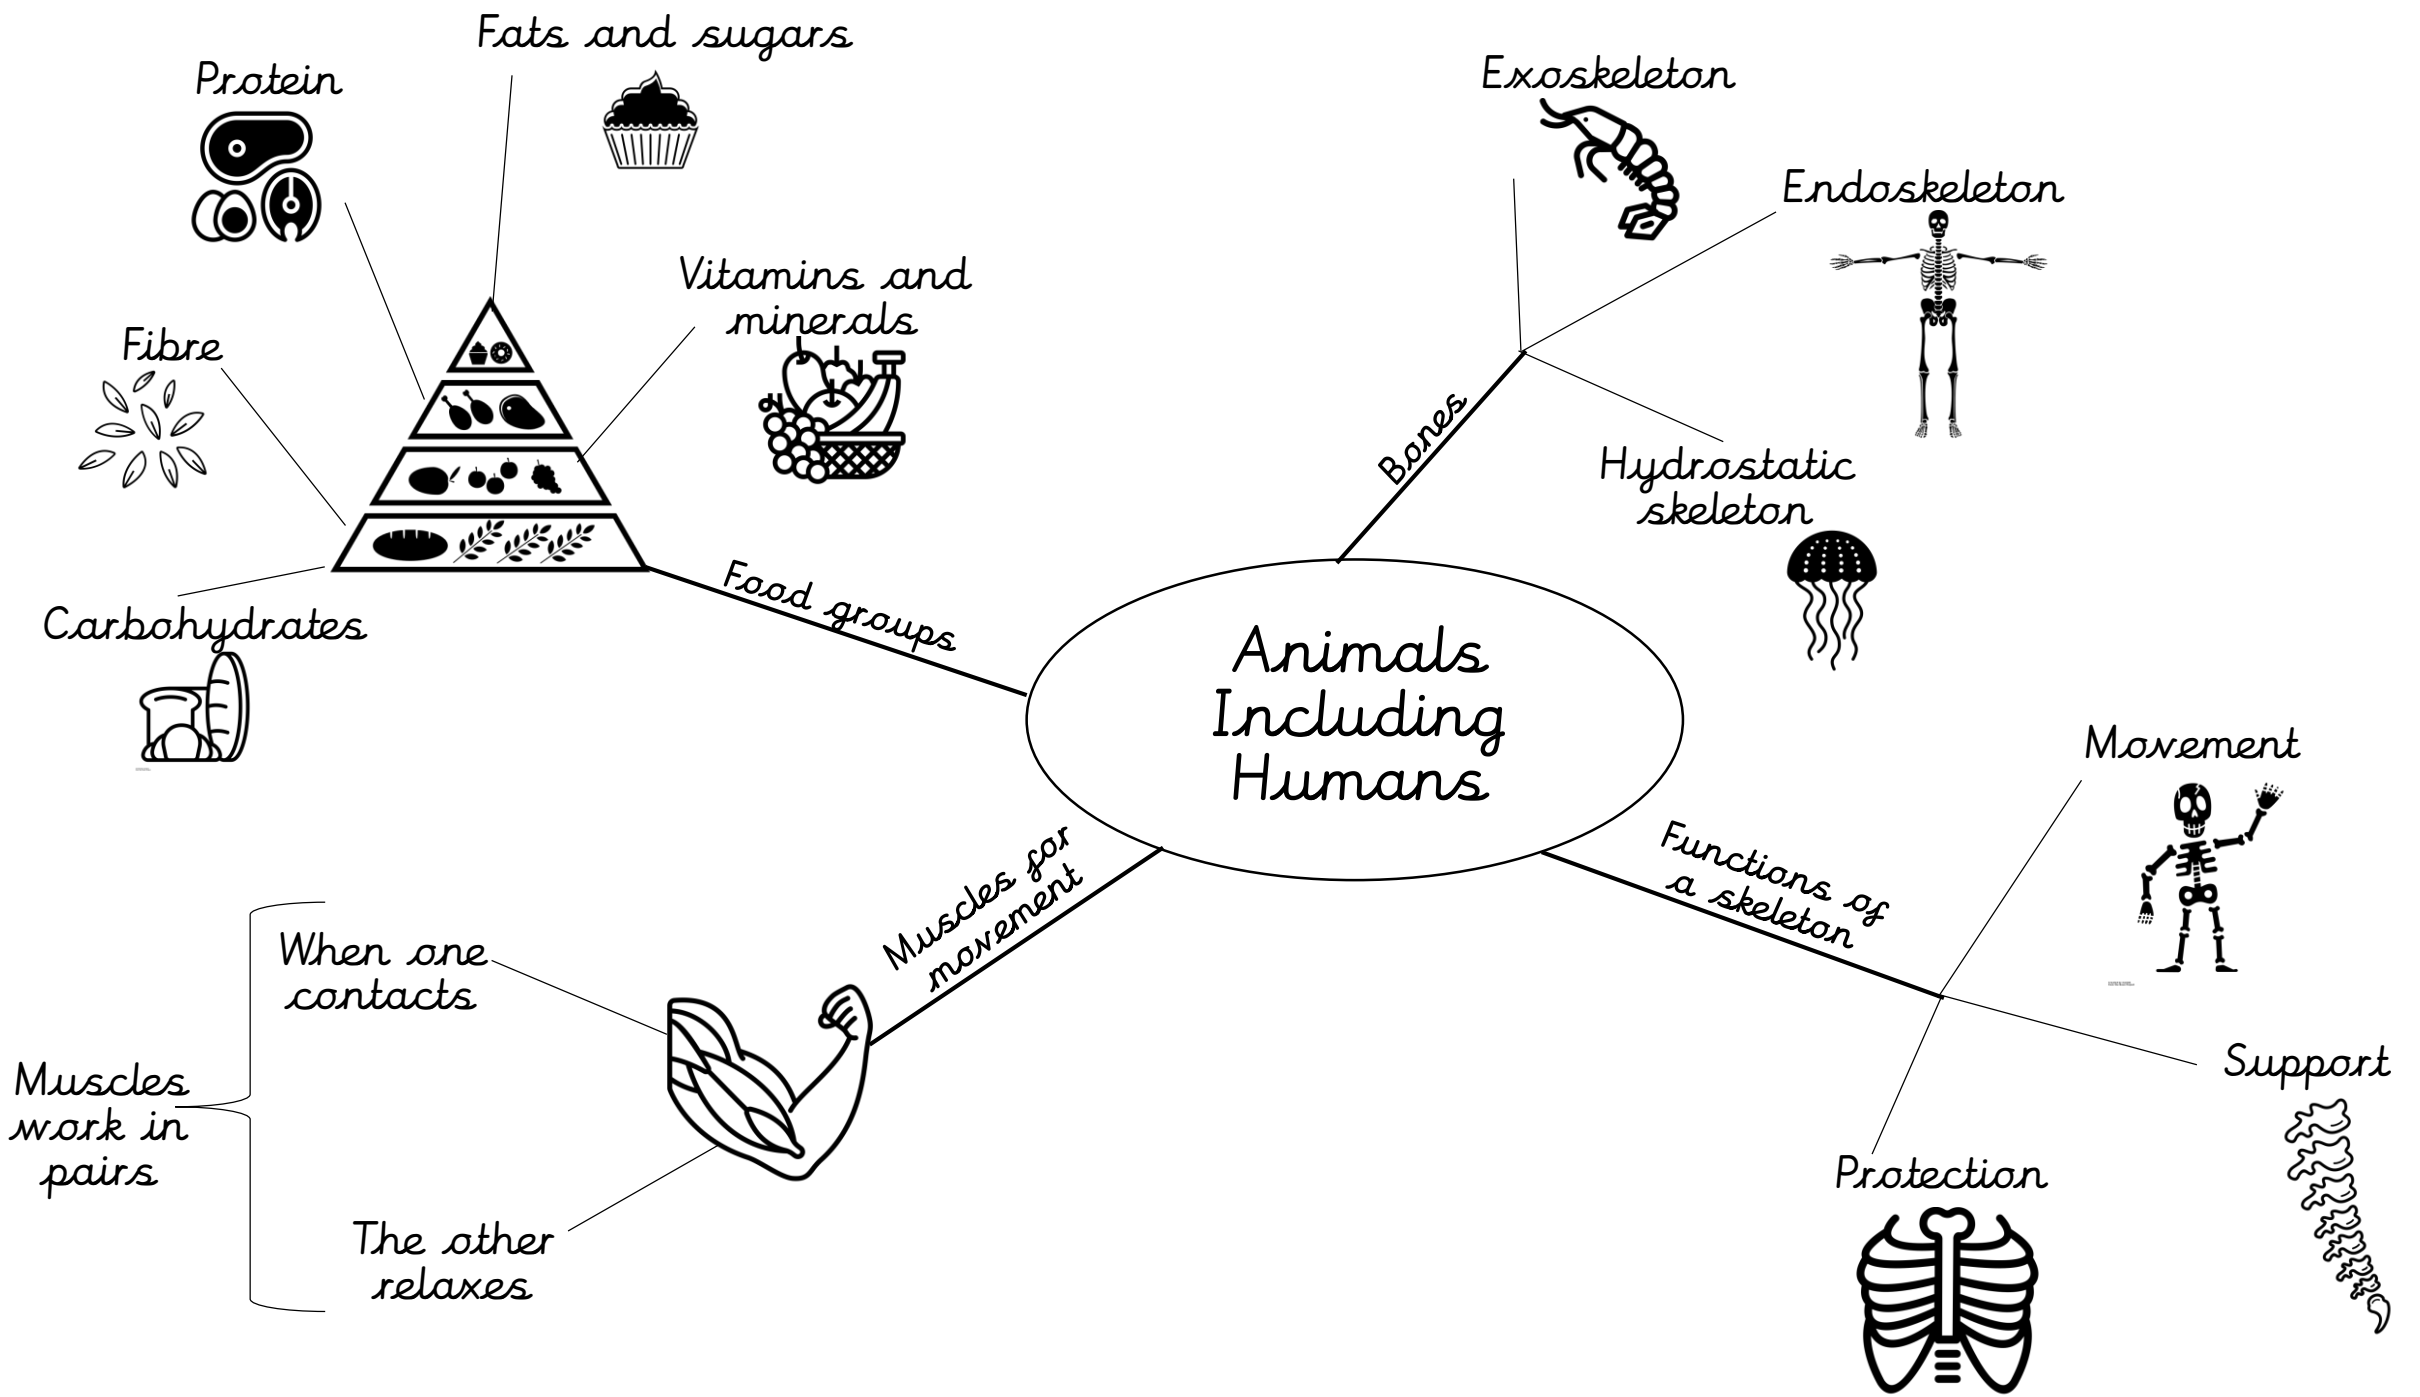 Fats and sugars
Protein
Vitamins and
minerals
Fibre
Carbohydrates
Food groups
Exoskeleton
Endoskeleton
Hydrostatic
skeleton
Bones
Animals
Including
Humans
Movement
Functions of
a skeleton
Support
Protection
Muscles for
movement
When one
contacts
Muscles
work in
pairs
The other
relaxes